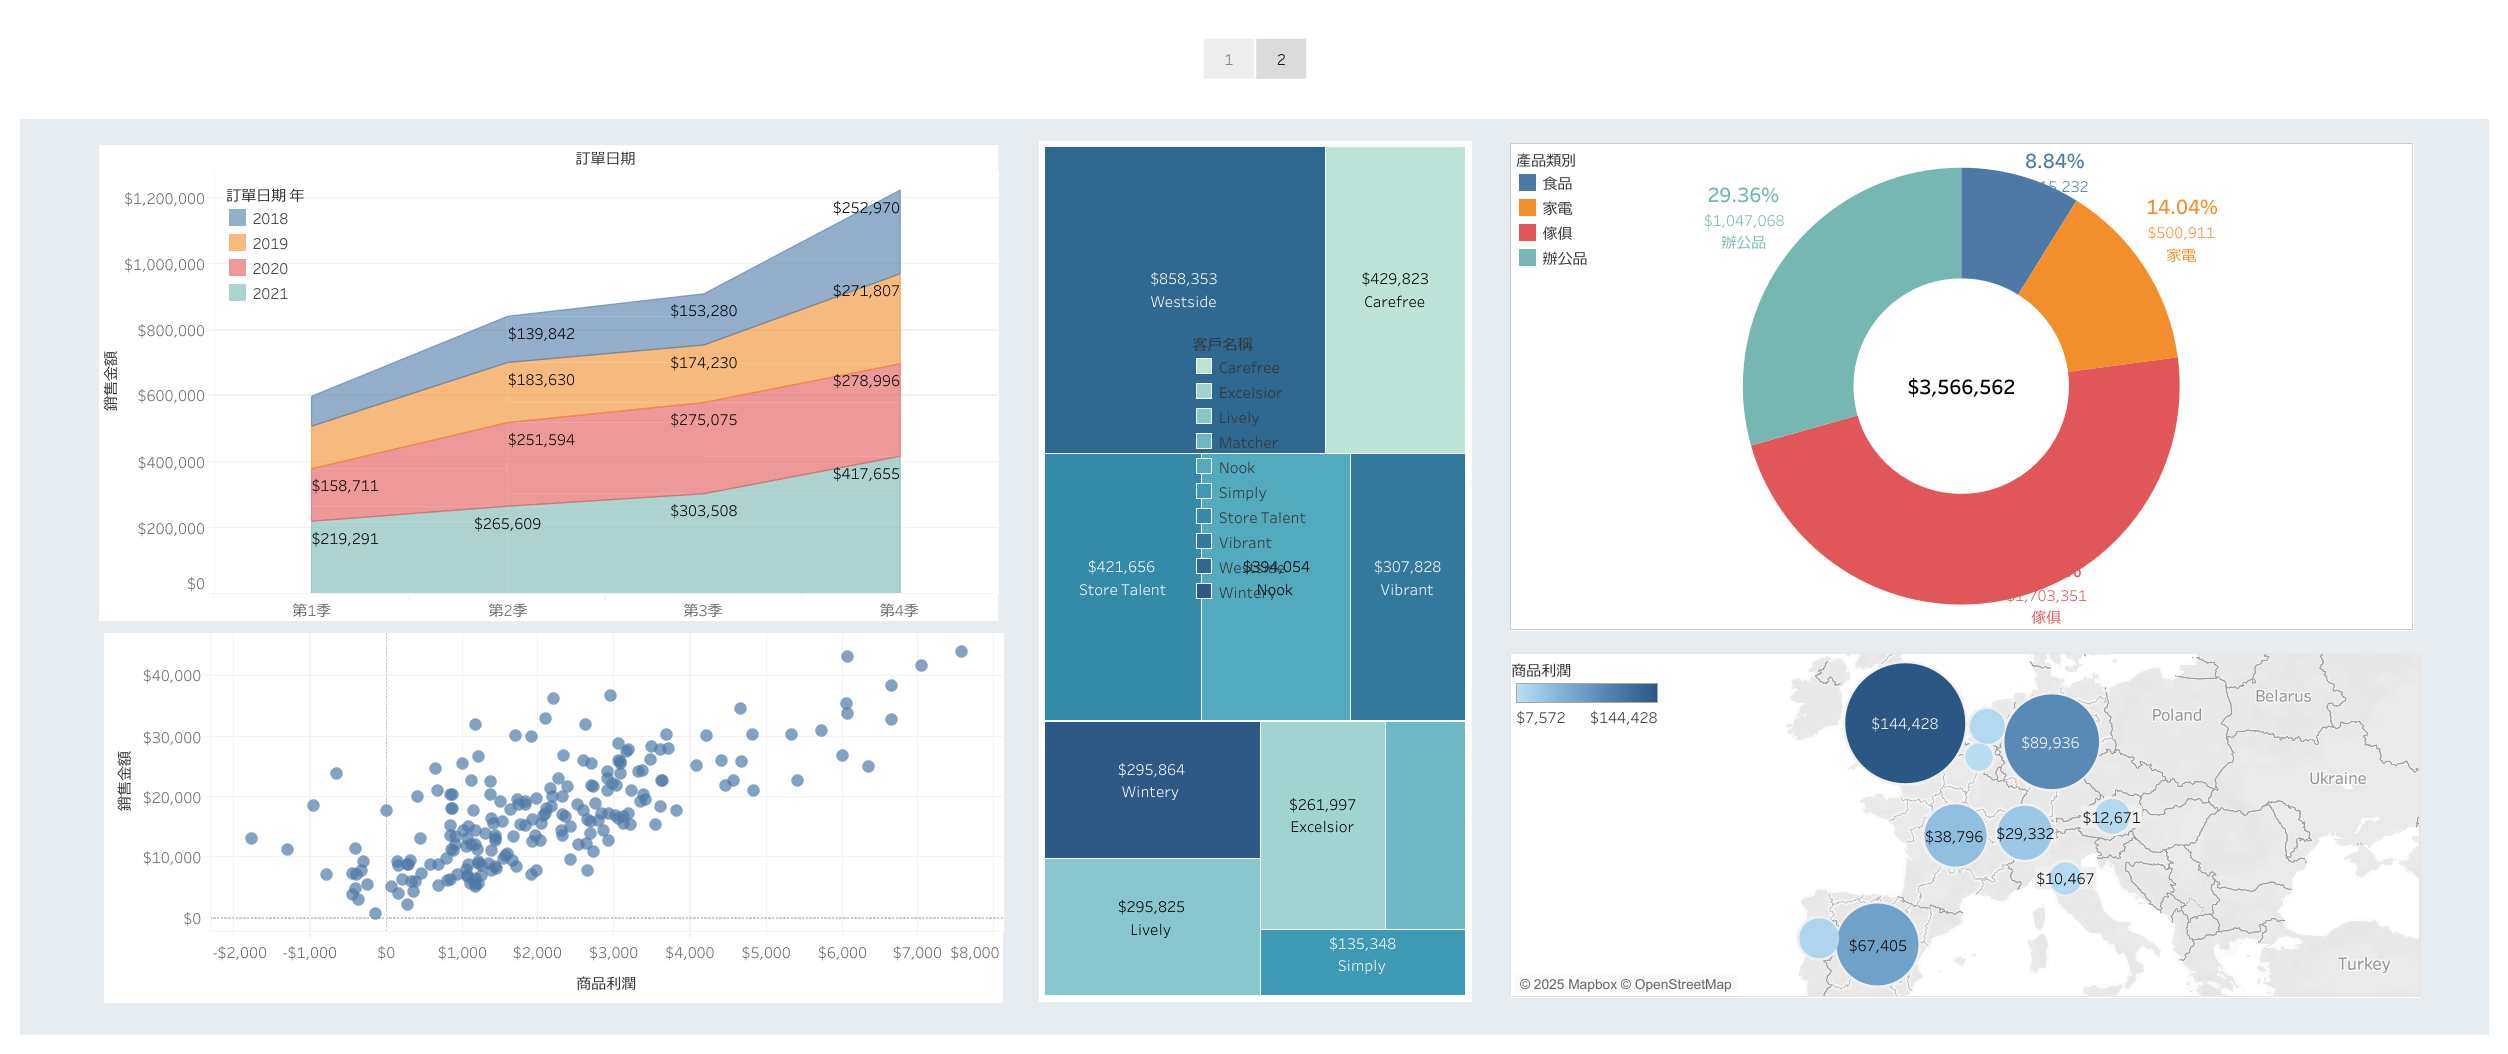 1 2
訂單日期
訂單日期 年
2018
2019
2020
2021
銷售金額
$1,200,000
$1,000,000
$800,000
$600,000
$400,000
$200,000
$0
$252,970
$271,807
$153,280
$139,842
$174,230
$183,630
$278,996
$275,075
$251,594
$417,655
$158,711
$303,508
$265,609
$219,291
第1季 第2季 第3季 第4季
銷售金額
$40,000
$30,000
$20,000
$10,000
$0
-$2,000 -$1,000 $0 $1,000 $2,000 $3,000 $4,000 $5,000 $6,000 $7,000 $8,000
商品利潤
$858,353
Westside
$429,823
Carefree
客戶名稱
Carefree
Excelsior
Lively
Matcher
Nook
Simply
Store Talent
Vibrant
Westside
Wintery
$421,656
Store Talent
$394,054
Nook
$307,828
Vibrant
$295,864
Wintery
$261,997
Excelsior
$295,825
Lively
$135,348
Simply
產品類別
食品
家電
傢俱
辦公品
8.84%
5,232
29.36%
$1,047,068
辦公品
14.04%
$500,911
家電
$3,566,562
%
$1,703,351
傢俱
商品利潤
$7,572 $144,428
$144,428
$89,936
$38,796
$29,332
$12,671
$10,467
$67,405
Belarus
Poland
Ukraine
Turkey
© 2025 Mapbox © OpenStreetMap